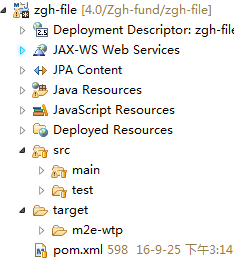 zgh-file [4.0/Zgh-fund/zgh-file]
Deployment Descriptor: zgh-file
JAX-WS Web Services
JPA Content
Java Resources
JavaScript Resources
Deployed Resources
src
main
test
target
m2e-wtp
pom.xml 598 16-9-25 下午3:14